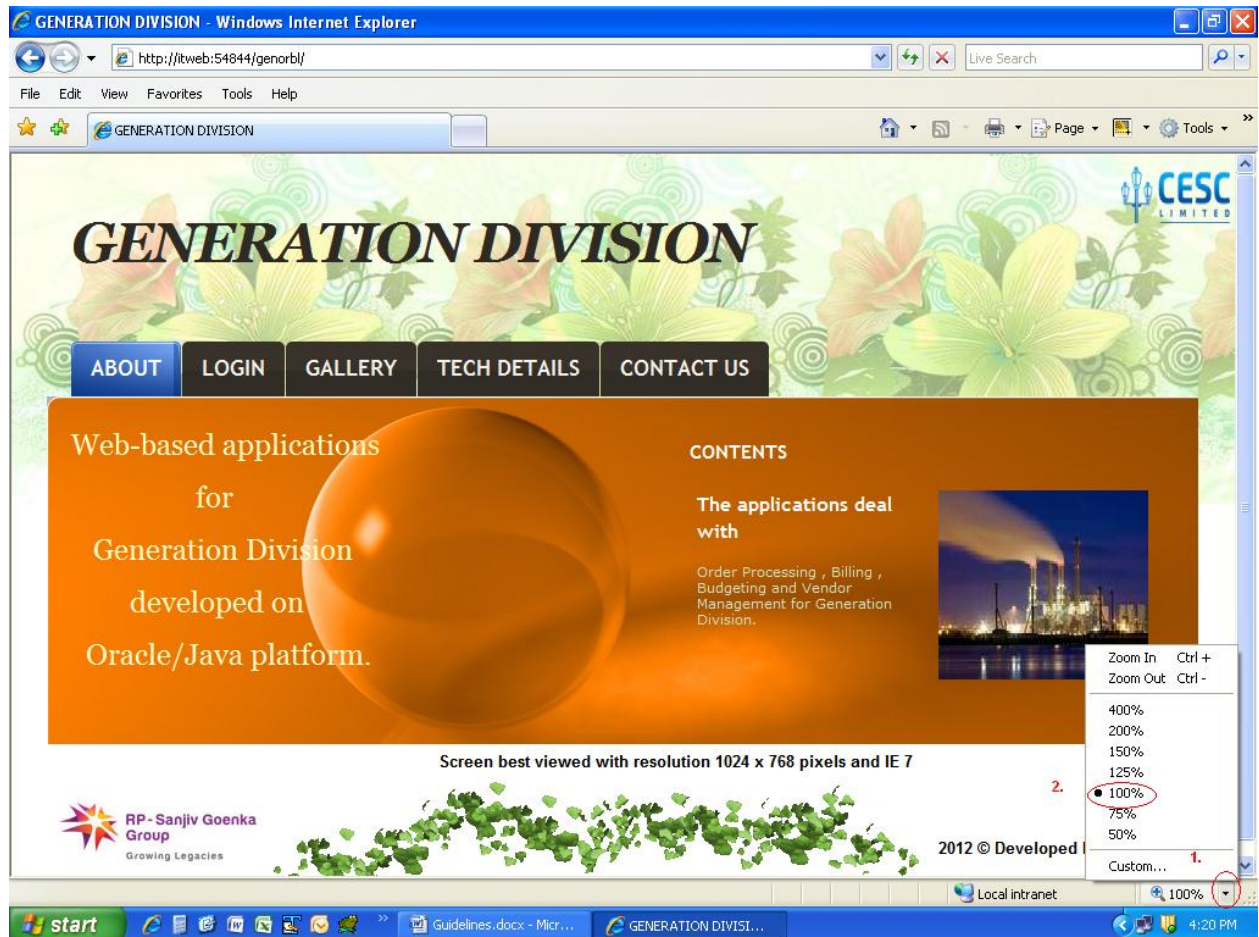 GENERATION DIVISION - Windows Internet Explorer
http://itweb:54844/genorbl/
Live Search
File Edit View Favorites Tools Help
GENERATION DIVISION
Page
Tools
CESC
LIMITED
GENERATION DIVISION
ABOUT
LOGIN
GALLERY
TECH DETAILS
CONTACT US
Web-based applications
for
Generation Division
developed on
Oracle/Java platform.
CONTENTS
The applications deal
with
Order Processing , Billing ,
Budgeting and Vendor
Management for Generation
Division.
Zoom In Ctrl +
Zoom Out Ctrl -
400%
200%
150%
125%
2.
100%
75%
50%
Custom...
1.
Screen best viewed with resolution 1024 x 768 pixels and IE 7
RP-Sanjiv Goenka
Group
Growing Legacies
2012 © Developed
Local intranet
100%
start
Guidelines.docx - Micr...
GENERATION DIVISI...
4:20 PM